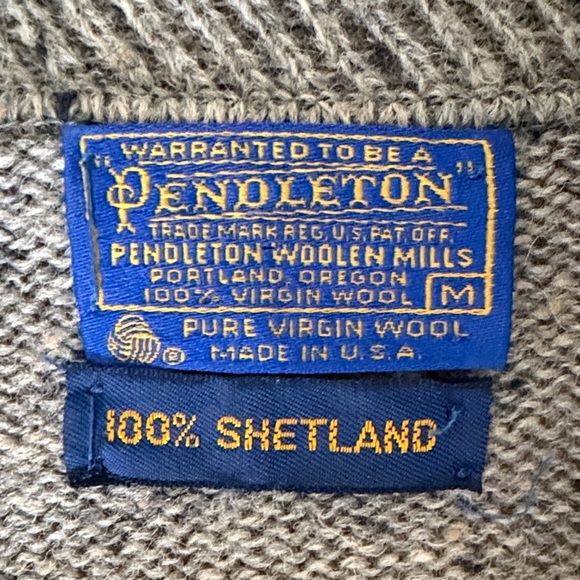 WARRANTED TO BE A
"PENDLETON"
TRADE MARK REG. U.S. PAT. OFF.
PENDLETON WOOLEN MILLS
PORTLAND, OREGON
100% VIRGIN WOOL M
® PURE VIRGIN WOOL
MADE IN U.S.A.
100% SHETLAND